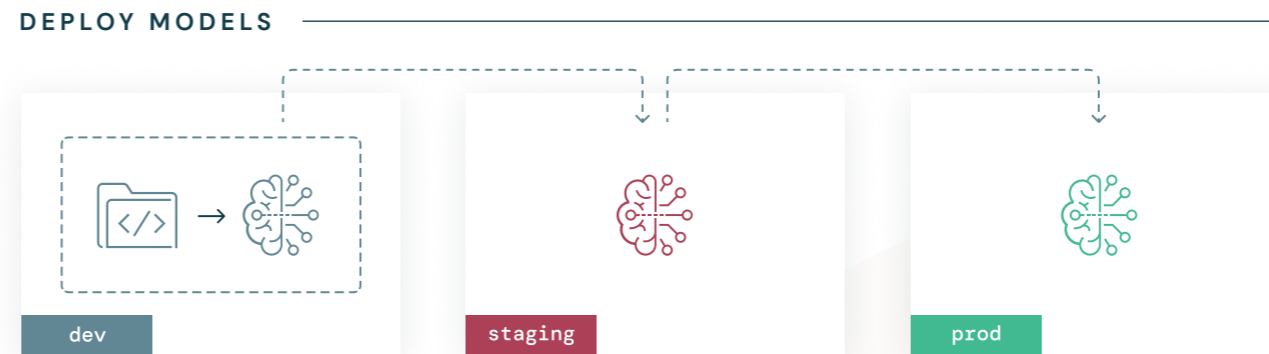 DEPLOY MODELS
</>
dev
staging
prod